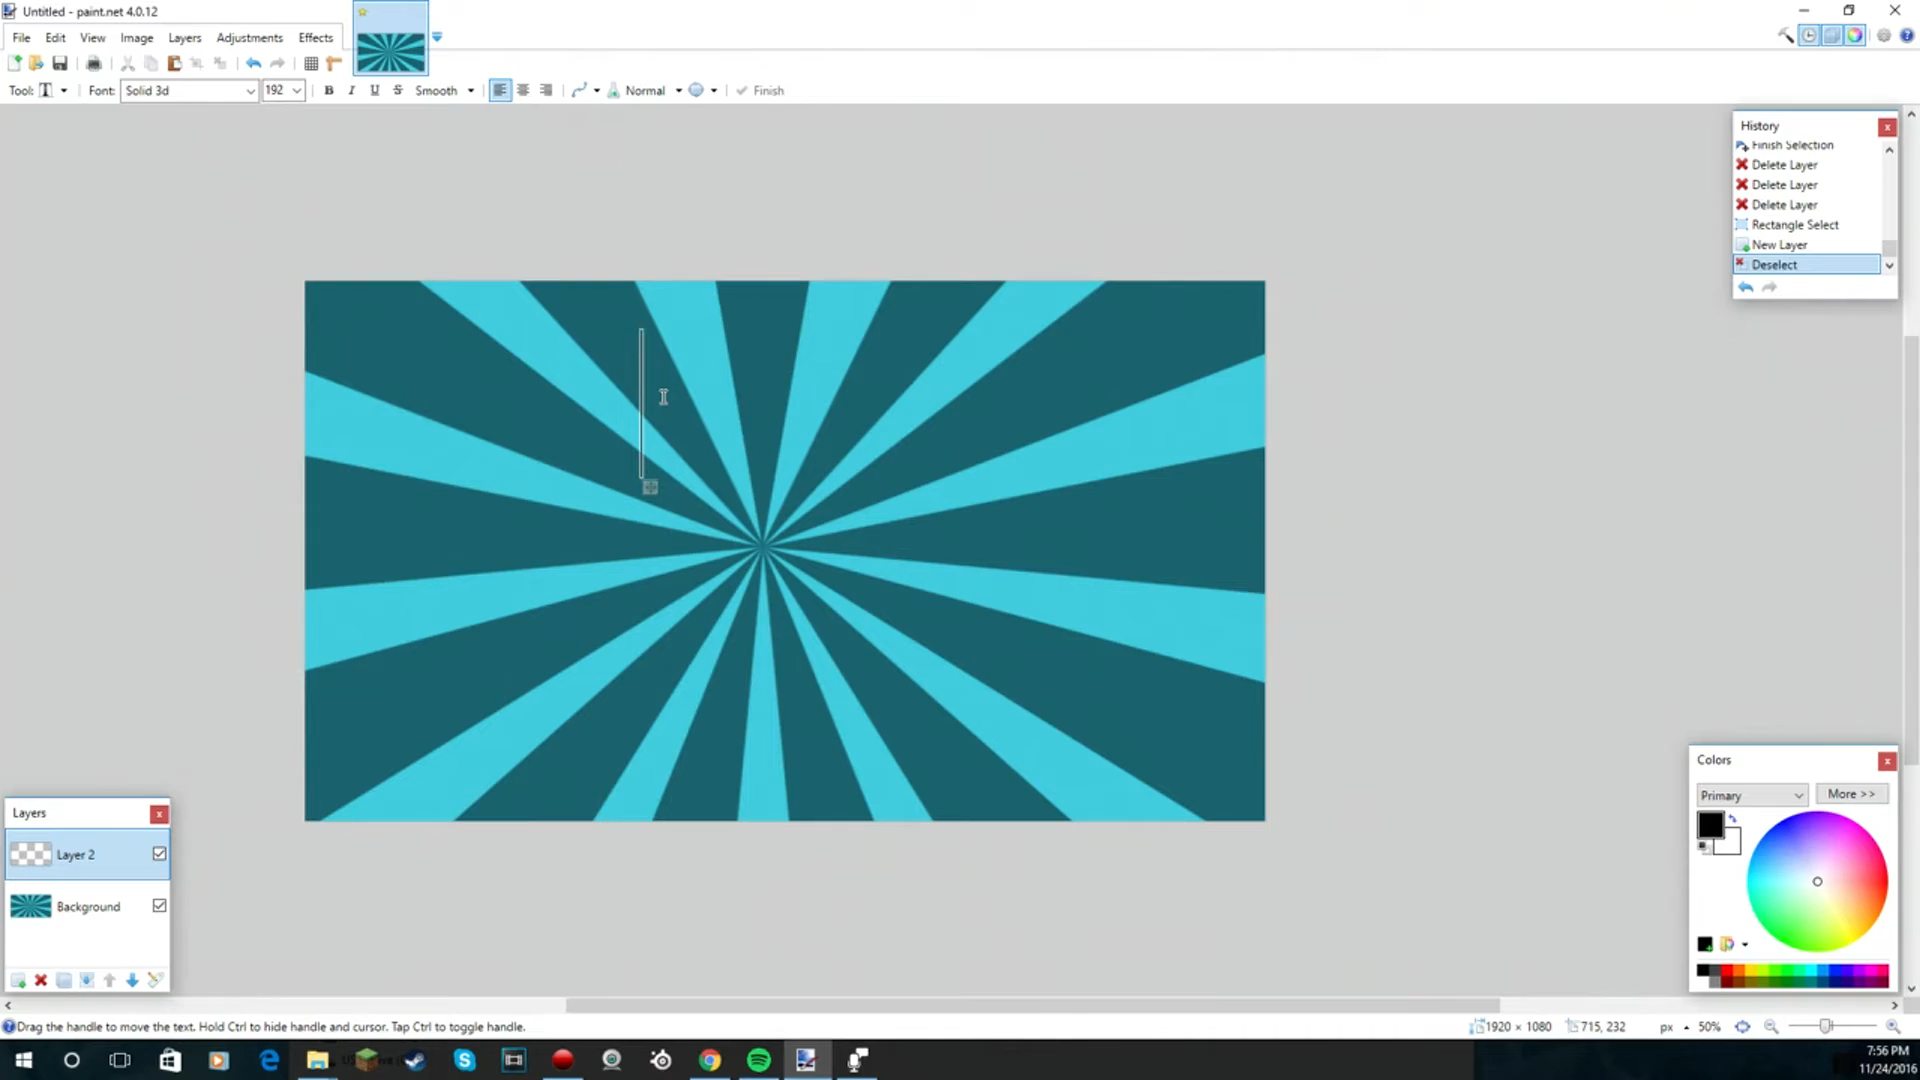 Untitled - paint.net 4.0.12
File Edit View Image Layers Adjustments Effects
Tool: Font: Solid 3d 192 B I U S Smooth Normal Finish
History
Finish Selection
Delete Layer
Delete Layer
Delete Layer
Rectangle Select
New Layer
Deselect
Colors
Primary More >>
Layers
Layer 2
Background
Drag the handle to move the text. Hold Ctrl to hide handle and cursor. Tap Ctrl to toggle handle.
1920 × 1080 715, 232 px 50%
7:56 PM
11/24/2016